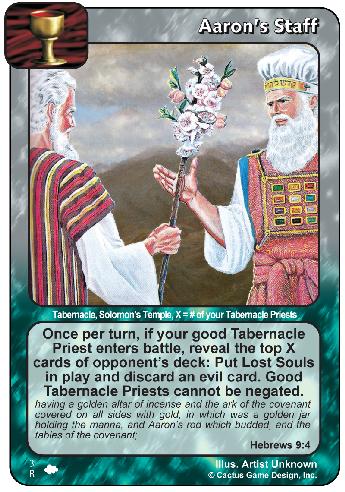 Aaron's Staff
Tabernacle, Solomon's Temple, X = # of your Tabernacle Priests
Once per turn, if your good Tabernacle
Priest enters battle, reveal the top X
cards of opponent's deck: Put Lost Souls
in play and discard an evil card. Good
Tabernacle Priests cannot be negated.
having a golden altar of incense and the ark of the covenant
covered on all sides with gold, in which was a golden jar
holding the manna, and Aaron's rod which budded, and the
tables of the covenant;
Hebrews 9:4
3
R
Illus. Artist Unknown
© Cactus Game Design, Inc.